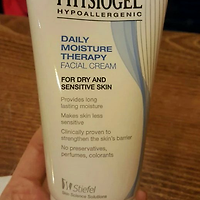 PHYSIOGEL
HYPOALLERGENIC
DAILY
MOISTURE
THERAPY
FACIAL CREAM
FOR DRY AND
SENSITIVE SKIN
Provides long
lasting moisture
Makes skin less
sensitive
Clinically proven to
strengthen the skin's barrier
No preservatives,
perfumes, colorants
Stiefel